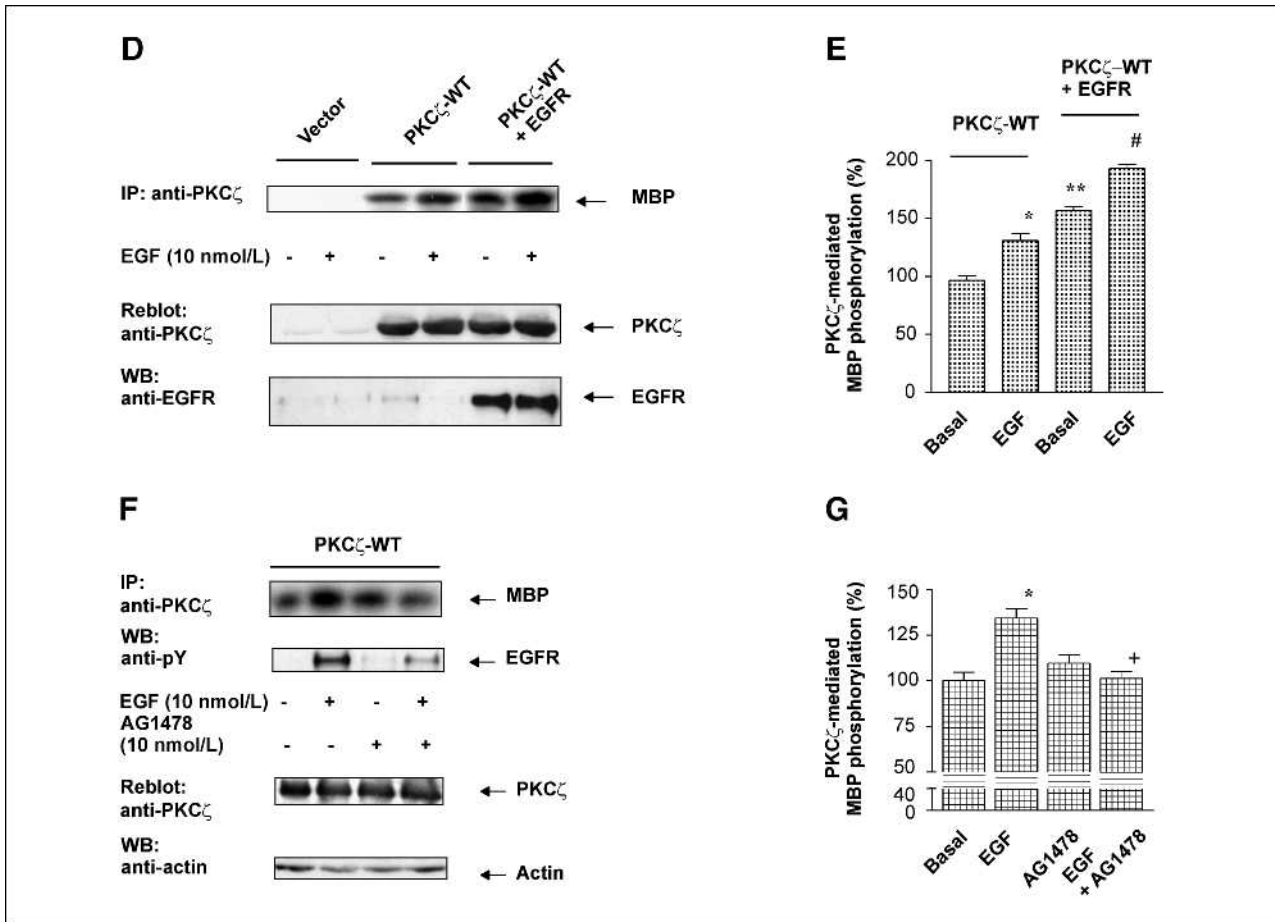 D
Vector
PKCζ-WT
PKCζ-WT
+ EGFR
IP: anti-PKCζ
MBP
EGF (10 nmol/L) - + - + - +
Reblot:
anti-PKCζ
PKCζ
WB:
anti-EGFR
EGFR
E
PKCζ-WT
+ EGFR
PKCζ-WT
PKCζ-mediated
MBP phosphorylation (%)
200
150
100
50
0
*
**
#
Basal
EGF
Basal
EGF
F
PKCζ-WT
IP:
anti-PKCζ
MBP
WB:
anti-pY
EGFR
EGF (10 nmol/L) - + - +
AG1478
(10 nmol/L) - - + +
Reblot:
anti-PKCζ
PKCζ
WB:
anti-actin
Actin
G
PKCζ-mediated
MBP phosphorylation (%)
150
125
100
75
50
40
0
*
+
Basal
EGF
AG1478
EGF
+ AG1478